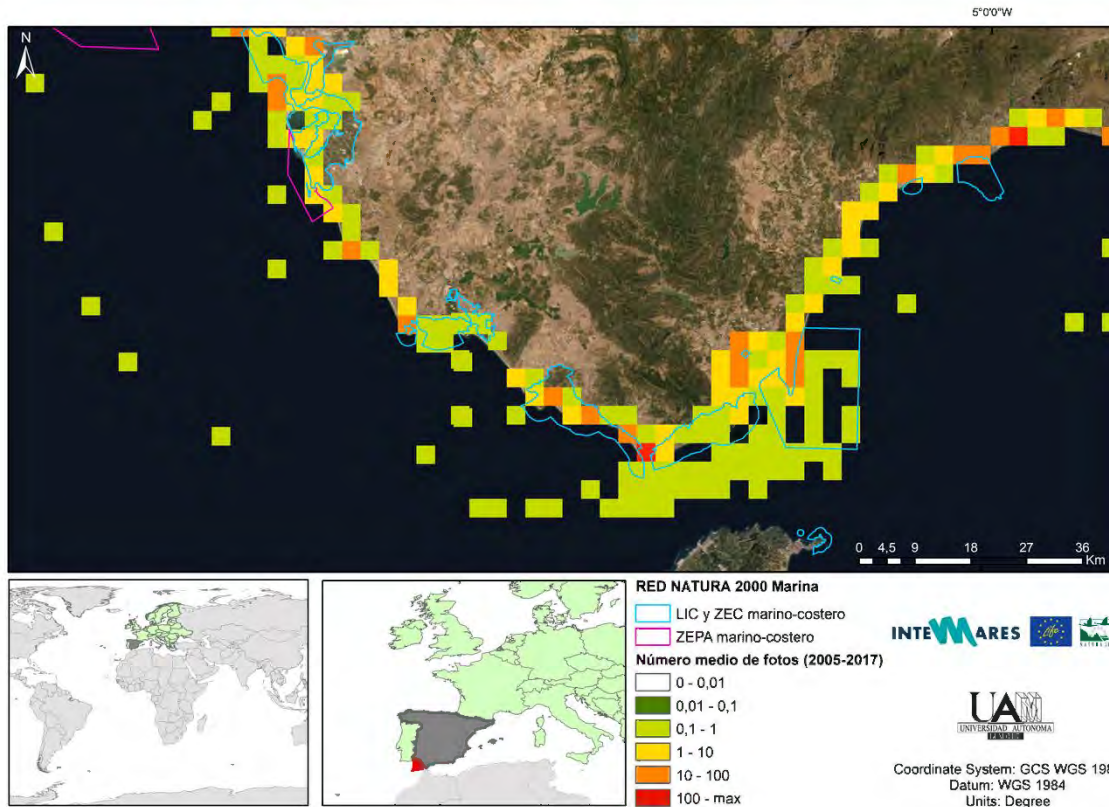 5°0'0"W
N
0 4,5 9 18 27 36
Km
RED NATURA 2000 Marina
LIC y ZEC marino-costero
ZEPA marino-costero
Número medio de fotos (2005-2017)
0 - 0,01
0,01 - 0,1
0,1 - 1
1 - 10
10 - 100
100 - max
INTEMARES
UAM
UNIVERSIDAD AUTONOMA
Coordinate System: GCS WGS 198
Datum: WGS 1984
Units: Degree